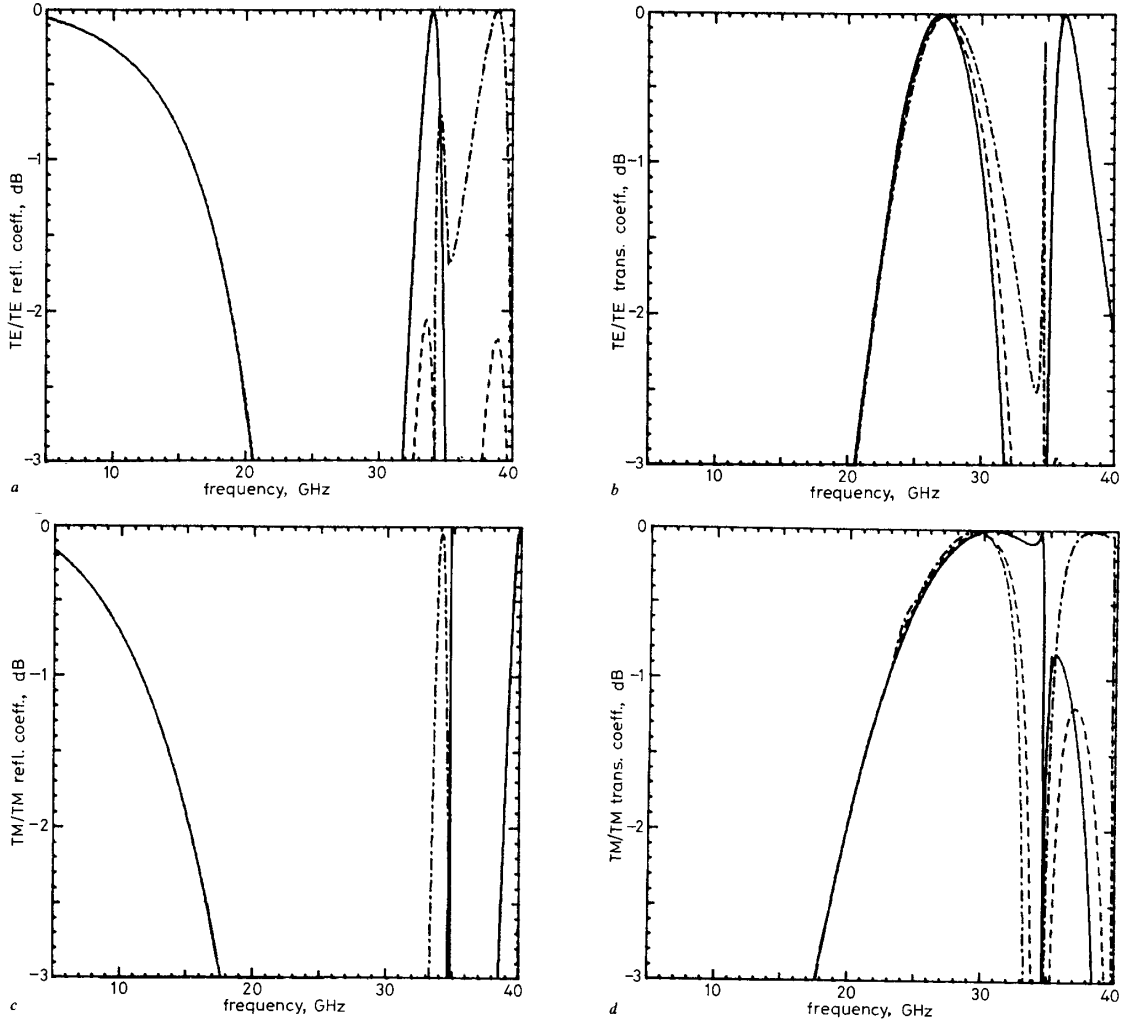 0
-1
-2
-3
TE/TE refl. coeff., dB
10 20 30 40
frequency, GHz
a
0
-1
-2
-3
TE/TE trans. coeff., dB
10 20 30 40
frequency, GHz
b
0
-1
-2
-3
TM/TM refl. coeff., dB
10 20 30 40
frequency, GHz
c
0
-1
-2
-3
TM/TM trans. coeff., dB
10 20 30 40
frequency, GHz
d